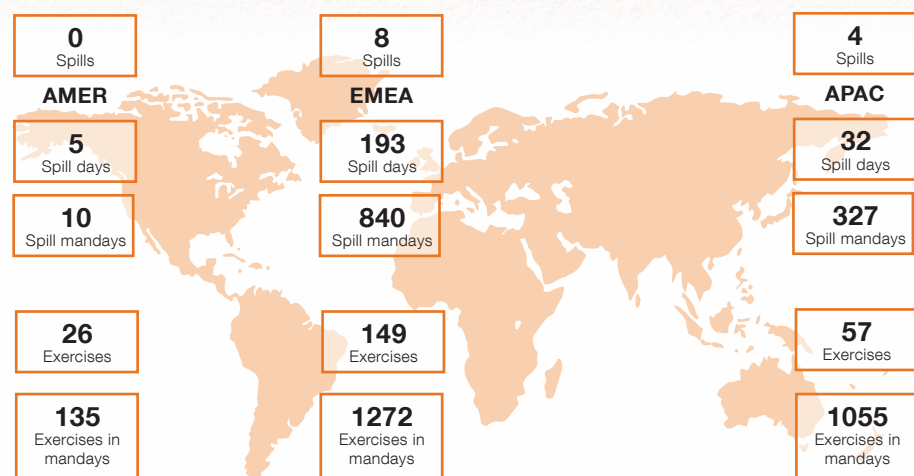 0
Spills
AMER
5
Spill days
10
Spill mandays
26
Exercises
135
Exercises in
mandays
8
Spills
EMEA
193
Spill days
840
Spill mandays
149
Exercises
1272
Exercises in
mandays
4
Spills
APAC
32
Spill days
327
Spill mandays
57
Exercises
1055
Exercises in
mandays